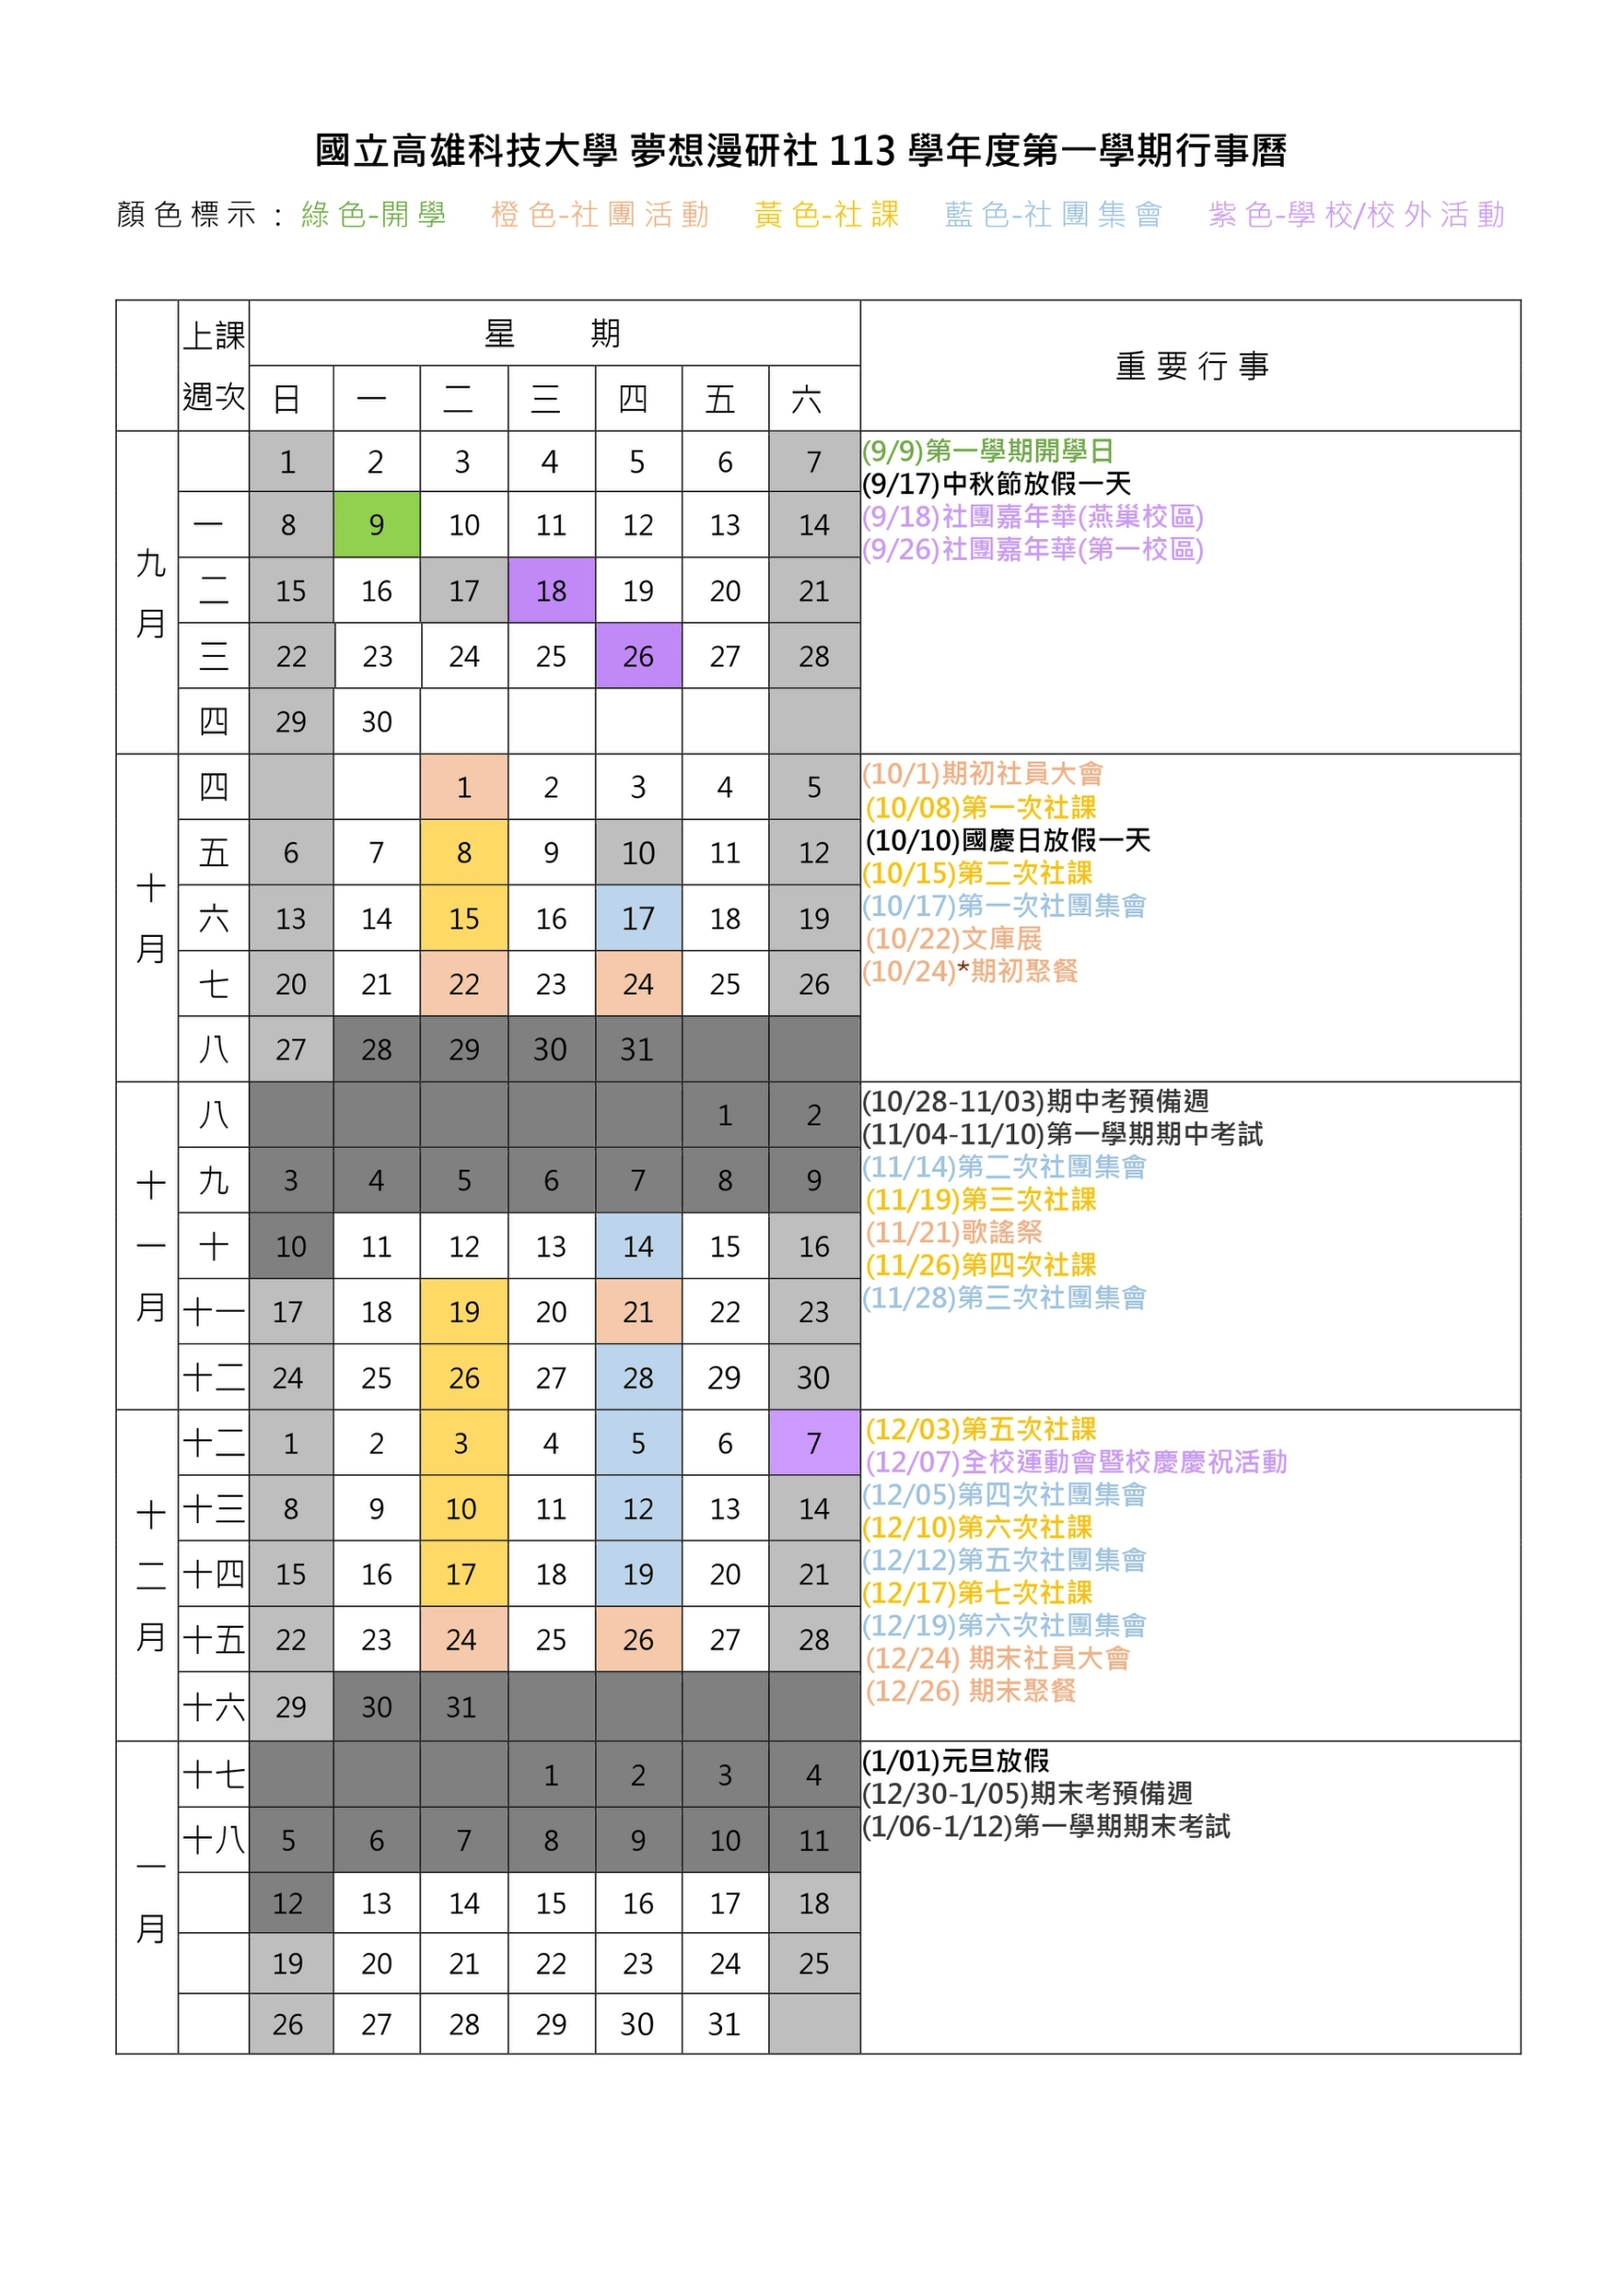 國立高雄科技大學 夢想漫研社 113 學年度第一學期行事曆
顏色標示：綠色-開學 橙色-社團活動 黃色-社課 藍色-社團集會 紫色-學校/校外活動
上課週次 星期 重要行事
日 一 二 三 四 五 六
九月
1 2 3 4 5 6 7
一 8 9 10 11 12 13 14
二 15 16 17 18 19 20 21
三 22 23 24 25 26 27 28
四 29 30
(9/9)第一學期開學日
(9/17)中秋節放假一天
(9/18)社團嘉年華(燕巢校區)
(9/26)社團嘉年華(第一校區)
十月
四 1 2 3 4 5
五 6 7 8 9 10 11 12
六 13 14 15 16 17 18 19
七 20 21 22 23 24 25 26
八 27 28 29 30 31
(10/1)期初社員大會
(10/08)第一次社課
(10/10)國慶日放假一天
(10/15)第二次社課
(10/17)第一次社團集會
(10/22)文庫展
(10/24)*期初聚餐
十一月
八 1 2
九 3 4 5 6 7 8 9
十 10 11 12 13 14 15 16
十一 17 18 19 20 21 22 23
十二 24 25 26 27 28 29 30
(10/28-11/03)期中考預備週
(11/04-11/10)第一學期期中考試
(11/14)第二次社團集會
(11/19)第三次社課
(11/21)歌謠祭
(11/26)第四次社課
(11/28)第三次社團集會
十二月
十二 1 2 3 4 5 6 7
十三 8 9 10 11 12 13 14
十四 15 16 17 18 19 20 21
十五 22 23 24 25 26 27 28
十六 29 30 31
(12/03)第五次社課
(12/07)全校運動會暨校慶慶祝活動
(12/05)第四次社團集會
(12/10)第六次社課
(12/12)第五次社團集會
(12/17)第七次社課
(12/19)第六次社團集會
(12/24) 期末社員大會
(12/26) 期末聚餐
一月
十七 1 2 3 4
十八 5 6 7 8 9 10 11
12 13 14 15 16 17 18
19 20 21 22 23 24 25
26 27 28 29 30 31
(1/01)元旦放假
(12/30-1/05)期末考預備週
(1/06-1/12)第一學期期末考試